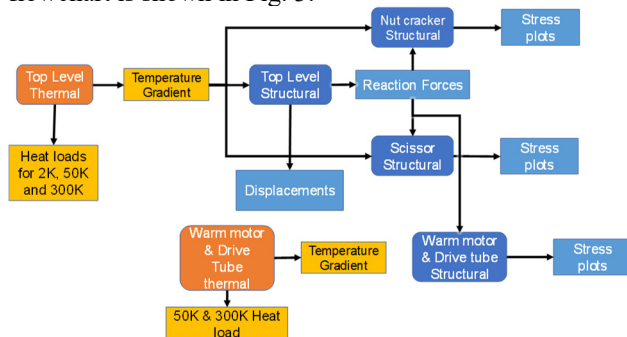 flowchart is shown in Fig.
Nut cracker
Structural
Stress
plots
Top Level
Thermal
Temperature
Gradient
Top Level
Structural
Reaction Forces
Heat loads
for 2K, 50K
and 300K
Displacements
Scissor
Structural
Stress
plots
Warm motor
& Drive
Tube
thermal
Temperature
Gradient
Warm motor
& Drive tube
Structural
Stress
plots
50K & 300K Heat
load